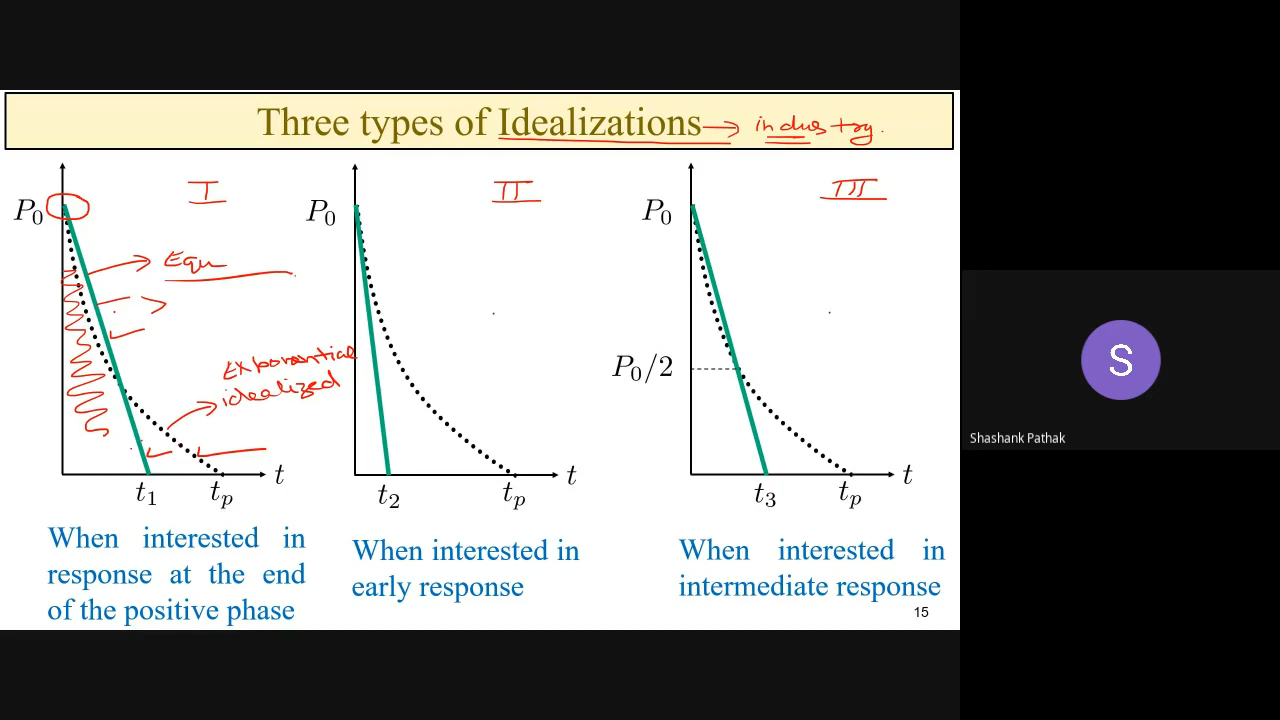 Three types of Idealizations → industry.
I
II
III
P₀
P₀
P₀
Equ
Exponential
idealized
P₀/2
t₁
tₚ
t
t₂
tₚ
t
t₃
tₚ
t
When interested in
response at the end
of the positive phase
When interested in
early response
When interested in
intermediate response
15
S
Shashank Pathak